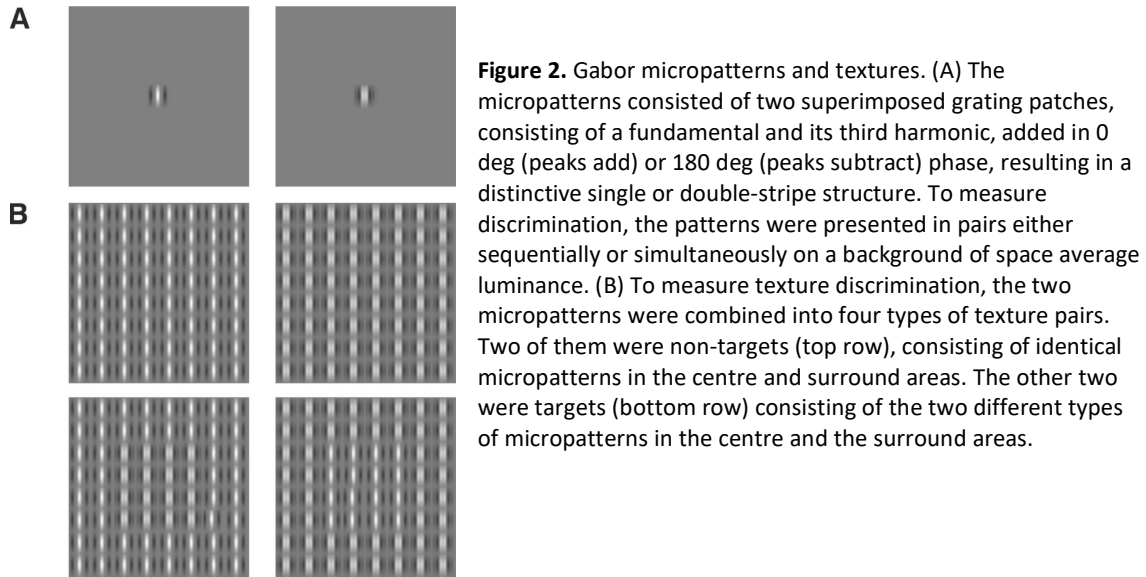 A
B
Figure 2. Gabor micropatterns and textures. (A) The
micropatterns consisted of two superimposed grating patches,
consisting of a fundamental and its third harmonic, added in 0
deg (peaks add) or 180 deg (peaks subtract) phase, resulting in a
distinctive single or double-stripe structure. To measure
discrimination, the patterns were presented in pairs either
sequentially or simultaneously on a background of space average
luminance. (B) To measure texture discrimination, the two
micropatterns were combined into four types of texture pairs.
Two of them were non-targets (top row), consisting of identical
micropatterns in the centre and surround areas. The other two
were targets (bottom row) consisting of the two different types
of micropatterns in the centre and the surround areas.